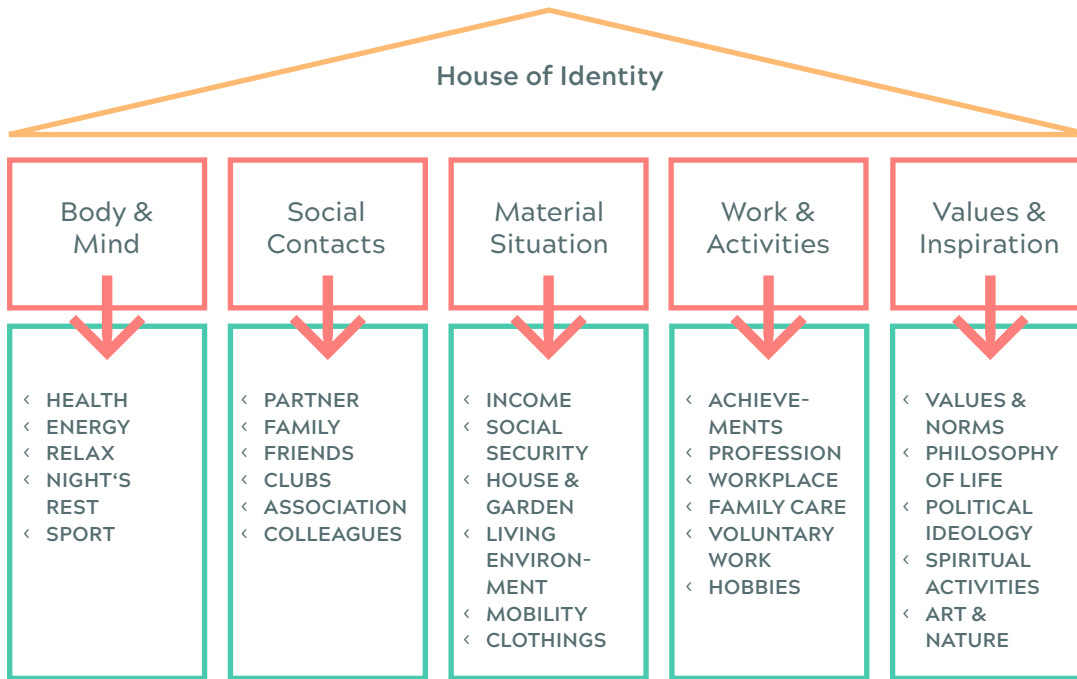 House of Identity
Body &
Mind
Social
Contacts
Material
Situation
Work &
Activities
Values &
Inspiration
‹ HEALTH
‹ ENERGY
‹ RELAX
‹ NIGHT‘S
REST
‹ SPORT
‹ PARTNER
‹ FAMILY
‹ FRIENDS
‹ CLUBS
‹ ASSOCIATION
‹ COLLEAGUES
‹ INCOME
‹ SOCIAL
SECURITY
‹ HOUSE &
GARDEN
‹ LIVING
ENVIRON-
MENT
‹ MOBILITY
‹ CLOTHINGS
‹ ACHIEVE-
MENTS
‹ PROFESSION
‹ WORKPLACE
‹ FAMILY CARE
‹ VOLUNTARY
WORK
‹ HOBBIES
‹ VALUES &
NORMS
‹ PHILOSOPHY
OF LIFE
‹ POLITICAL
IDEOLOGY
‹ SPIRITUAL
ACTIVITIES
‹ ART &
NATURE